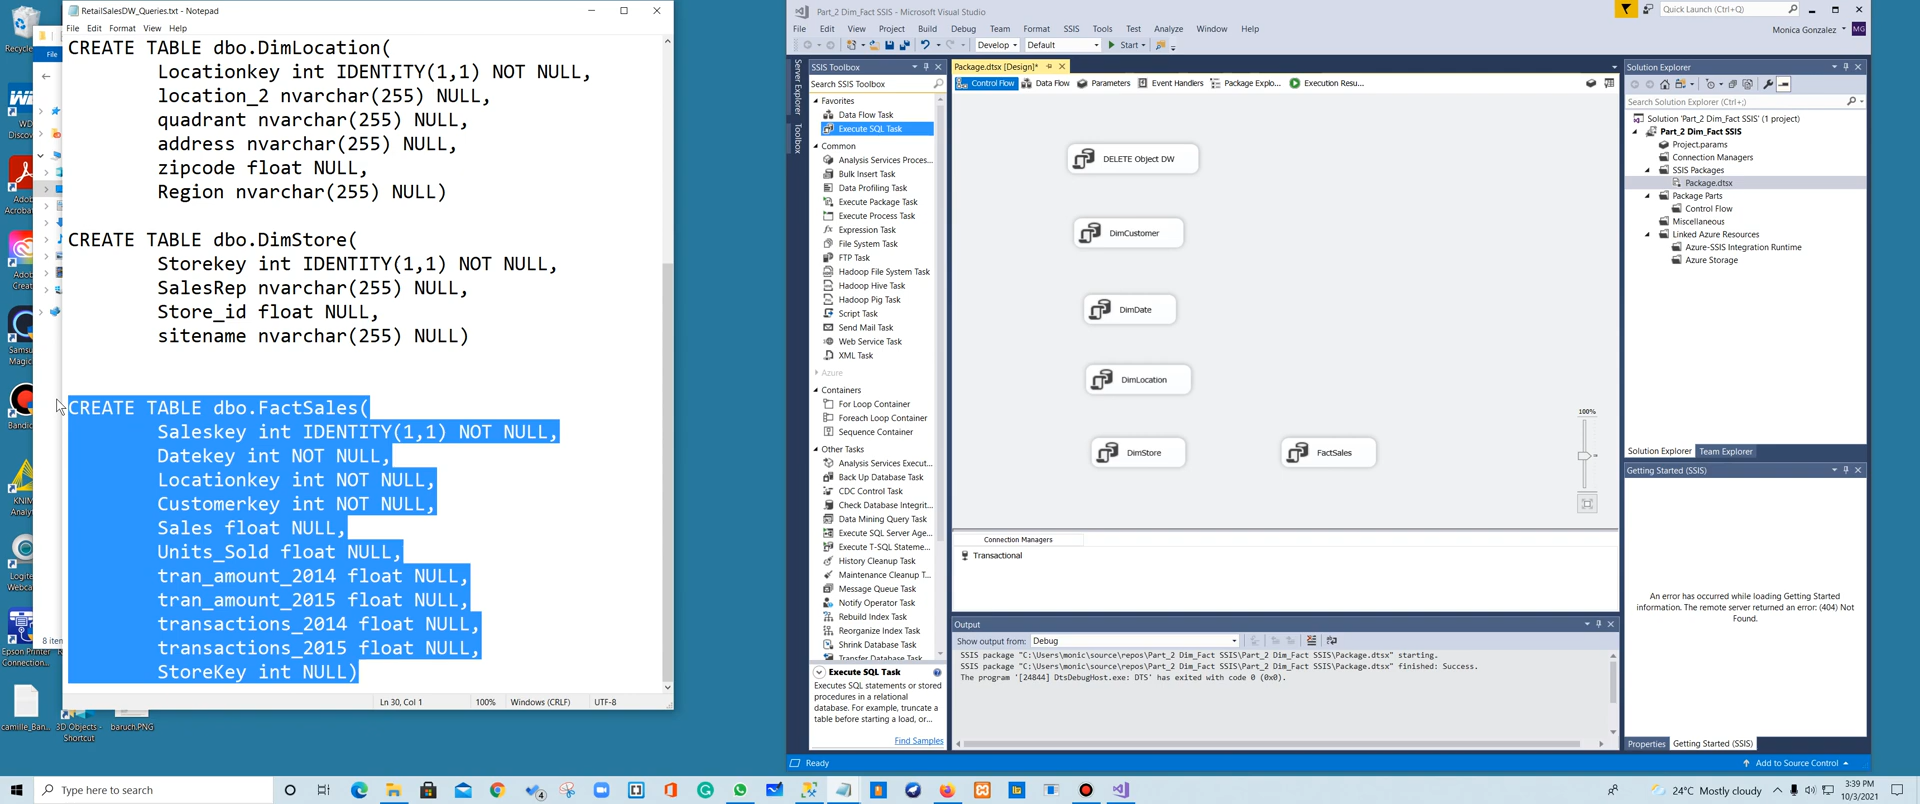 RetailSalesDW_Queries.txt - Notepad
File Edit Format View Help
CREATE TABLE dbo.DimLocation(
Locationkey int IDENTITY(1,1) NOT NULL,
location_2 nvarchar(255) NULL,
quadrant nvarchar(255) NULL,
address nvarchar(255) NULL,
zipcode float NULL,
Region nvarchar(255) NULL)
CREATE TABLE dbo.DimStore(
Storekey int IDENTITY(1,1) NOT NULL,
SalesRep nvarchar(255) NULL,
Store_id float NULL,
sitename nvarchar(255) NULL)
CREATE TABLE dbo.FactSales(
Saleskey int IDENTITY(1,1) NOT NULL,
Datekey int NOT NULL,
Locationkey int NOT NULL,
Customerkey int NOT NULL,
Sales float NULL,
Units_Sold float NULL,
tran_amount_2014 float NULL,
tran_amount_2015 float NULL,
transactions_2014 float NULL,
transactions_2015 float NULL,
StoreKey int NULL)
Ln 30, Col 1 100% Windows (CRLF) UTF-8
File
8 item
camille_Ban...
3D Objects - Shortcut
baruch.PNG
Part_2 Dim_Fact SSIS - Microsoft Visual Studio
Quick Launch (Ctrl+Q)
File Edit View Project Build Debug Team Format SSIS Tools Test Analyze Window Help
Monica Gonzalez MG
Develop Default Start
Server Explorer
Toolbox
SSIS Toolbox
Search SSIS Toolbox
Favorites
Data Flow Task
Execute SQL Task
Common
Analysis Services Proces...
Bulk Insert Task
Data Profiling Task
Execute Package Task
Execute Process Task
Expression Task
File System Task
FTP Task
Hadoop File System Task
Hadoop Hive Task
Hadoop Pig Task
Script Task
Send Mail Task
Web Service Task
XML Task
Azure
Containers
For Loop Container
Foreach Loop Container
Sequence Container
Other Tasks
Analysis Services Execut...
Back Up Database Task
CDC Control Task
Check Database Integrit...
Data Mining Query Task
Execute SQL Server Age...
Execute T-SQL Stateme...
History Cleanup Task
Maintenance Cleanup T...
Message Queue Task
Notify Operator Task
Rebuild Index Task
Reorganize Index Task
Shrink Database Task
Transfer Database Task
Execute SQL Task
Executes SQL statements or stored
procedures in a relational
database. For example, truncate a
table before starting a load, or...
Find Samples
Package.dtsx [Design]*
Control Flow Data Flow Parameters Event Handlers Package Explo... Execution Resu...
DELETE Object DW
DimCustomer
DimDate
DimLocation
DimStore
FactSales
100%
Connection Managers
Transactional
Output
Show output from: Debug
SSIS package "C:\Users\monic\source\repos\Part_2 Dim_Fact SSIS\Part_2 Dim_Fact SSIS\Package.dtsx" starting.
SSIS package "C:\Users\monic\source\repos\Part_2 Dim_Fact SSIS\Part_2 Dim_Fact SSIS\Package.dtsx" finished: Success.
The program '[24844] DtsDebugHost.exe: DTS' has exited with code 0 (0x0).
Solution Explorer
Search Solution Explorer (Ctrl+;)
Solution 'Part_2 Dim_Fact SSIS' (1 project)
Part_2 Dim_Fact SSIS
Project.params
Connection Managers
SSIS Packages
Package.dtsx
Package Parts
Control Flow
Miscellaneous
Linked Azure Resources
Azure-SSIS Integration Runtime
Azure Storage
Solution Explorer Team Explorer
Getting Started (SSIS)
An error has occurred while loading Getting Started
information. The remote server returned an error: (404) Not
Found.
Properties Getting Started (SSIS)
Ready
Add to Source Control
Type here to search
24°C Mostly cloudy
3:39 PM
10/3/2021